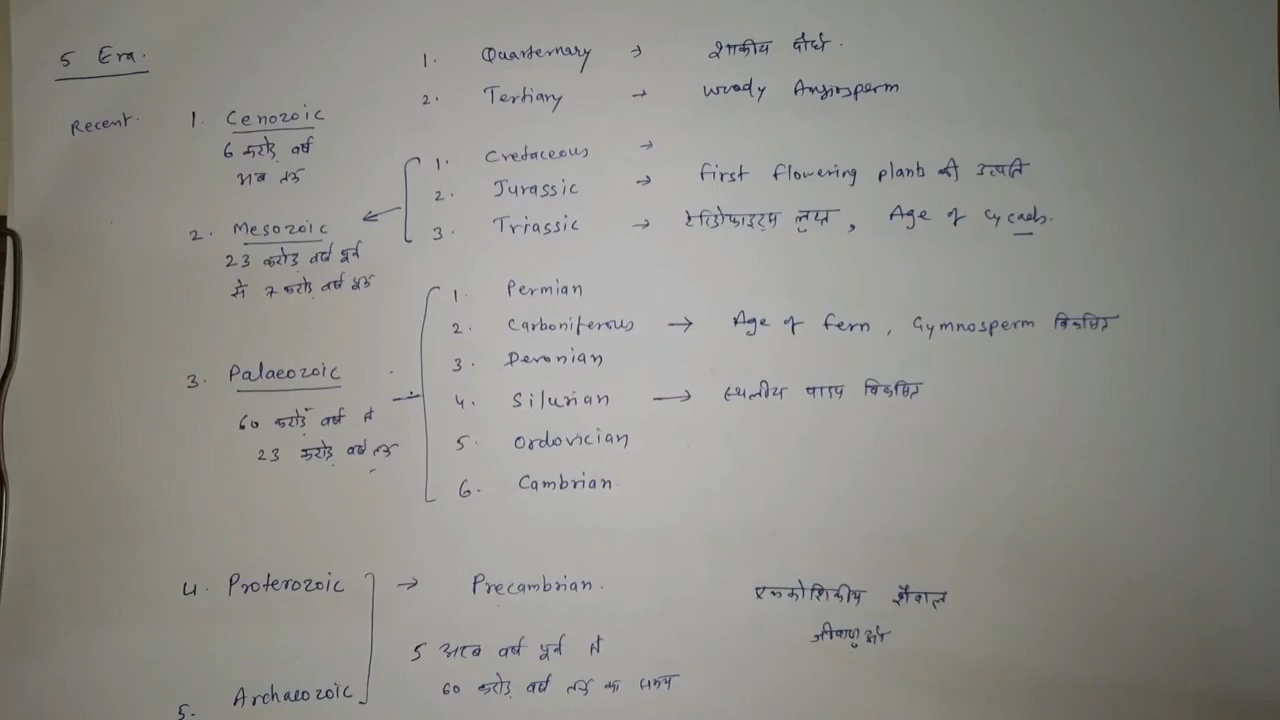 5 Era.
1. Quarternary → शाकीय पौधे.
2. Tertiary → Woody Angiosperm
Recent. 1. Cenozoic
6 करोड़ वर्ष
अब तक
1. Cretaceous →
2. Jurassic → First flowering plants की उत्पति
3. Triassic → टेरिडोफाइट्स लुप्त, Age of Cycads.
2. Mesozoic
23 करोड़ वर्ष पूर्व
से 7 करोड़ वर्ष पूर्व
1. Permian
2. Carboniferous → Age of fern, Gymnosperm विकसित
3. Devonian
4. Silurian → स्थलीय पादप विकसित
5. Ordovician
6. Cambrian
3. Palaeozoic
60 करोड़ वर्ष से
23 करोड़ वर्ष तक
4. Proterozoic → Precambrian.
एककोशिकीय शैवाल
जीवाणु और
5 अरब वर्ष पूर्व से
60 करोड़ वर्ष तक का समय
5. Archaeozoic